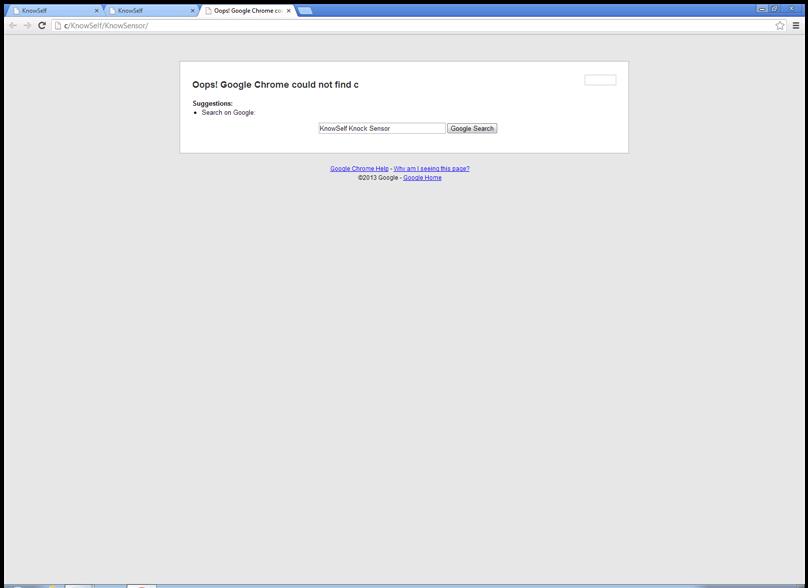 KnowSelf
KnowSelf
Oops! Google Chrome co
c/KnowSelf/KnowSensor/
Oops! Google Chrome could not find c
Suggestions:
Search on Google:
KnowSelf Knock Sensor
Google Search
Google Chrome Help - Why am I seeing this page?
©2013 Google - Google Home